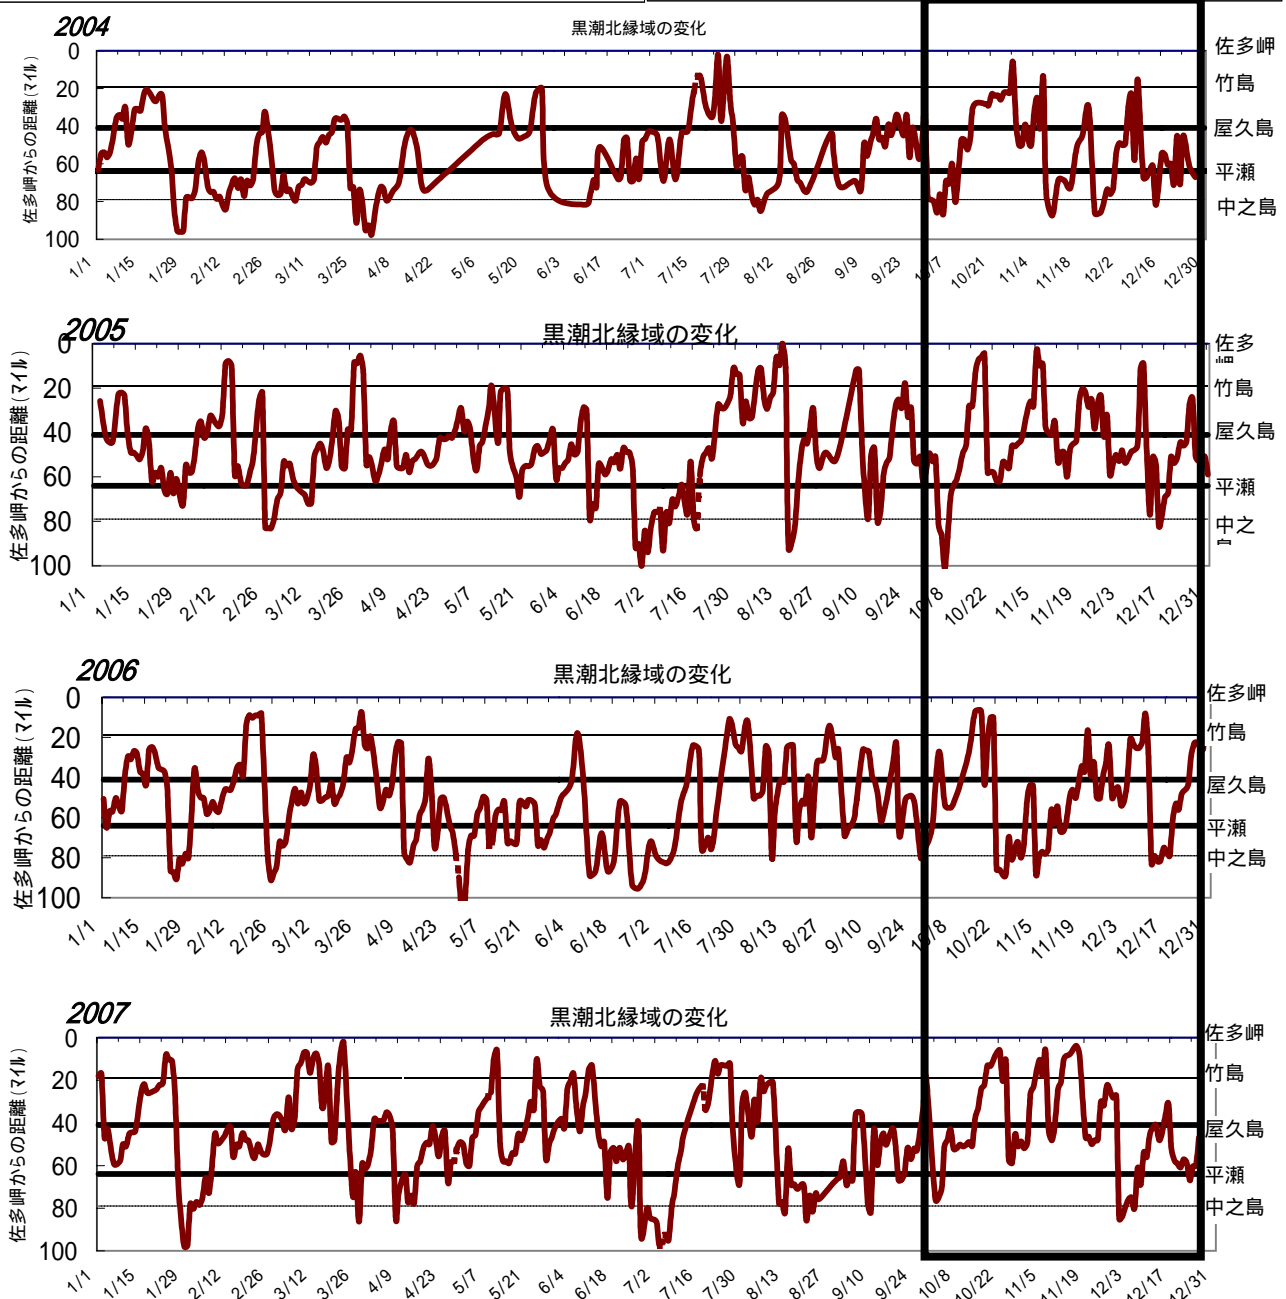 2004
黒潮北縁域の変化
佐多岬からの距離(マイル)
0
20
40
60
80
100
佐多岬
竹島
屋久島
平瀬
中之島
1/1 1/15 1/29 2/12 2/26 3/11 3/25 4/8 4/22 5/6 5/20 6/3 6/17 7/1 7/15 7/29 8/12 8/26 9/9 9/23 10/7 10/21 11/4 11/18 12/2 12/16 12/30
2005
黒潮北縁域の変化
佐多岬からの距離(マイル)
0
20
40
60
80
100
佐多
岬
竹島
屋久島
平瀬
中之
島
1/1 1/15 1/29 2/12 2/26 3/12 3/26 4/9 4/23 5/7 5/21 6/4 6/18 7/2 7/16 7/30 8/13 8/27 9/10 9/24 10/8 10/22 11/5 11/19 12/3 12/17 12/31
2006
黒潮北縁域の変化
佐多岬からの距離(マイル)
0
20
40
60
80
100
佐多岬
竹島
屋久島
平瀬
中之島
1/1 1/15 1/29 2/12 2/26 3/12 3/26 4/9 4/23 5/7 5/21 6/4 6/18 7/2 7/16 7/30 8/13 8/27 9/10 9/24 10/8 10/22 11/5 11/19 12/3 12/17 12/31
2007
黒潮北縁域の変化
佐多岬からの距離(マイル)
0
20
40
60
80
100
佐多岬
竹島
屋久島
平瀬
中之島
1/1 1/15 1/29 2/12 2/26 3/12 3/26 4/9 4/23 5/7 5/21 6/4 6/18 7/2 7/16 7/30 8/13 8/27 9/10 9/24 10/8 10/22 11/5 11/19 12/3 12/17 12/31